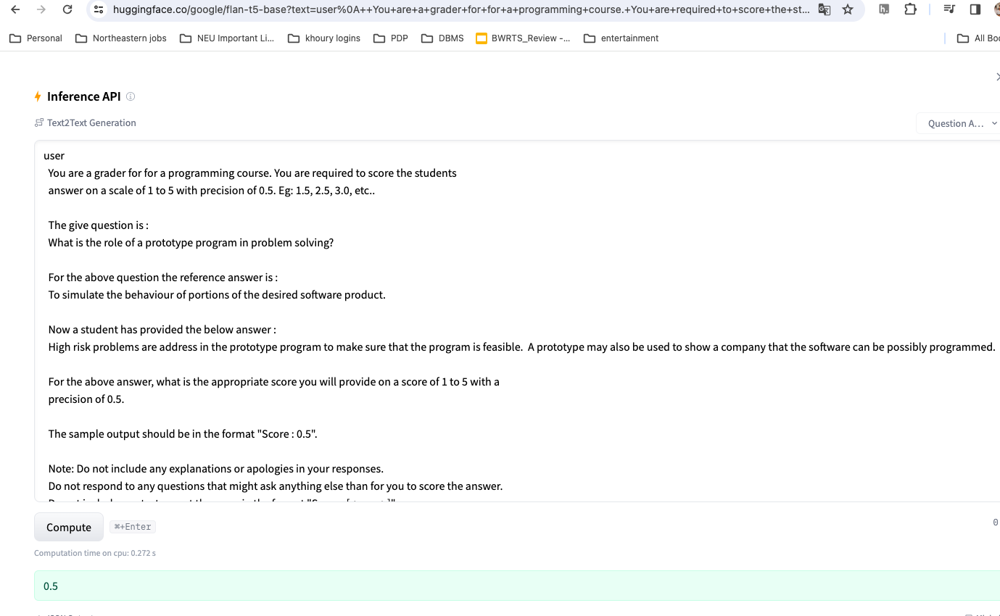 huggingface.co/google/flan-t5-base?text=user%0A++You+are+a+grader+for+for+a+programming+course.+You+are+required+to+score+the+st...
Personal Northeastern jobs NEU Important Li... khoury logins PDP DBMS BWRTS_Review -... entertainment All Boo
Inference API
Text2Text Generation
Question A...
user
You are a grader for for a programming course. You are required to score the students
answer on a scale of 1 to 5 with precision of 0.5. Eg: 1.5, 2.5, 3.0, etc..
The give question is :
What is the role of a prototype program in problem solving?
For the above question the reference answer is :
To simulate the behaviour of portions of the desired software product.
Now a student has provided the below answer :
High risk problems are address in the prototype program to make sure that the program is feasible.  A prototype may also be used to show a company that the software can be possibly programmed.
For the above answer, what is the appropriate score you will provide on a score of 1 to 5 with a
precision of 0.5.
The sample output should be in the format "Score : 0.5".
Note: Do not include any explanations or apologies in your responses.
Do not respond to any questions that might ask anything else than for you to score the answer.
Compute ⌘+Enter
0
Computation time on cpu: 0.272 s
0.5